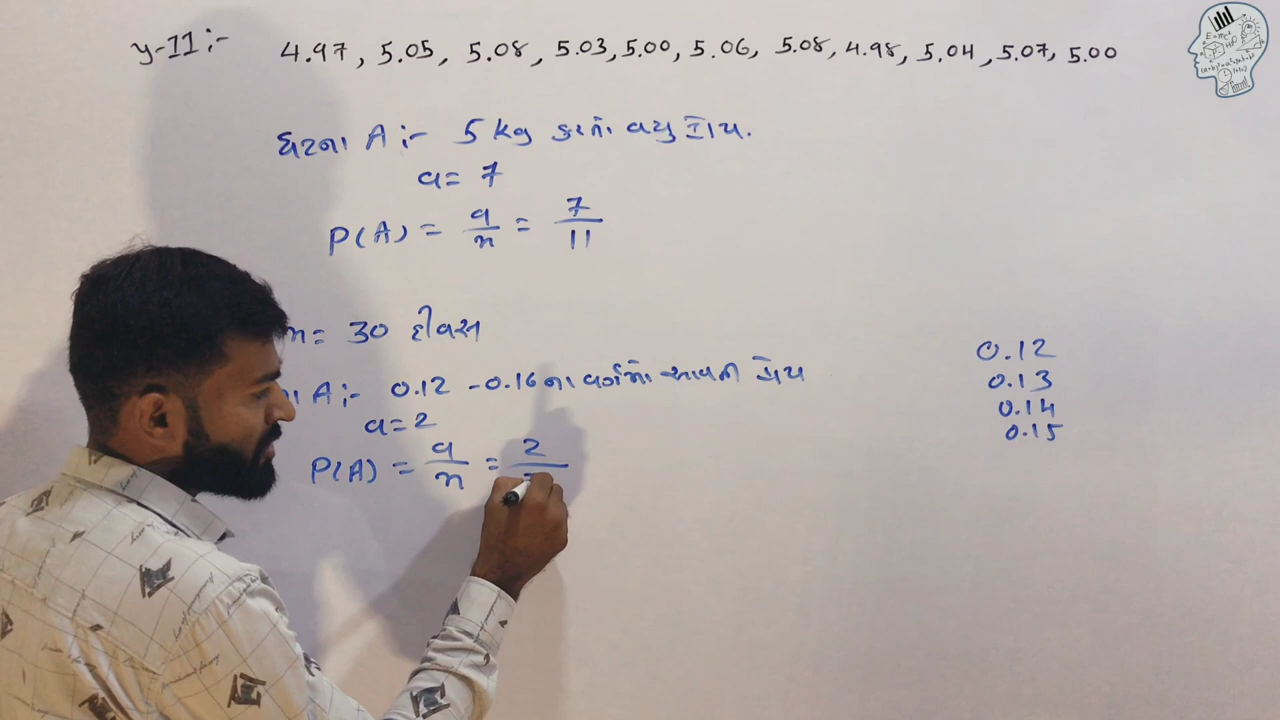 y-11:- 4.97, 5.05, 5.08, 5.03, 5.00, 5.06, 5.08, 4.98, 5.04, 5.07, 5.00
ઘટના A :- 5 kg કરતાં વધુ હોય.
a = 7
P(A) = a/n = 7/11
n = 30 દીવસ
A :- 0.12 - 0.16 ના વર્ગમાં આવતી હોય
a = 2
P(A) = a/n = 2
0.12
0.13
0.14
0.15